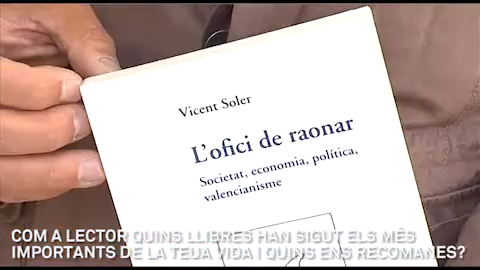 Vicent Soler
L'ofici de raonar
Societat, economia, política,
valencianisme
COM A LECTOR QUINS LLIBRES HAN SIGUT ELS MÉS
IMPORTANTS DE LA TEUA VIDA I QUINS ENS RECOMANES?